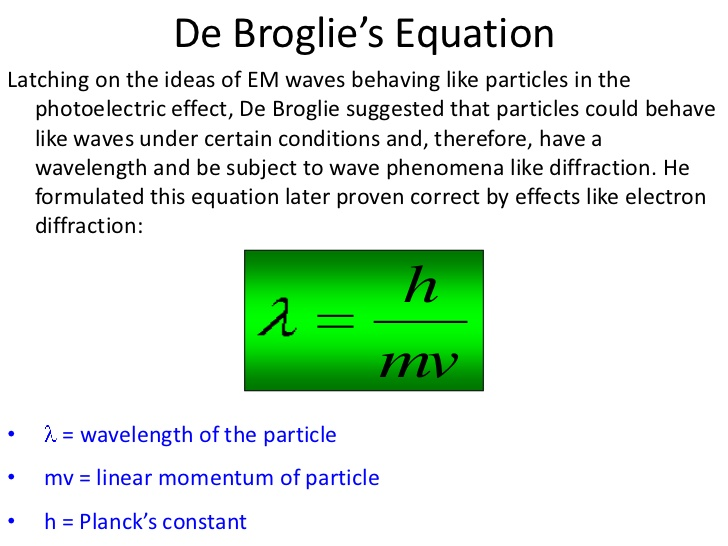 De Broglie’s Equation
Latching on the ideas of EM waves behaving like particles in the
photoelectric effect, De Broglie suggested that particles could behave
like waves under certain conditions and, therefore, have a
wavelength and be subject to wave phenomena like diffraction. He
formulated this equation later proven correct by effects like electron
diffraction:
λ = h / mv
• λ = wavelength of the particle
• mv = linear momentum of particle
• h = Planck’s constant